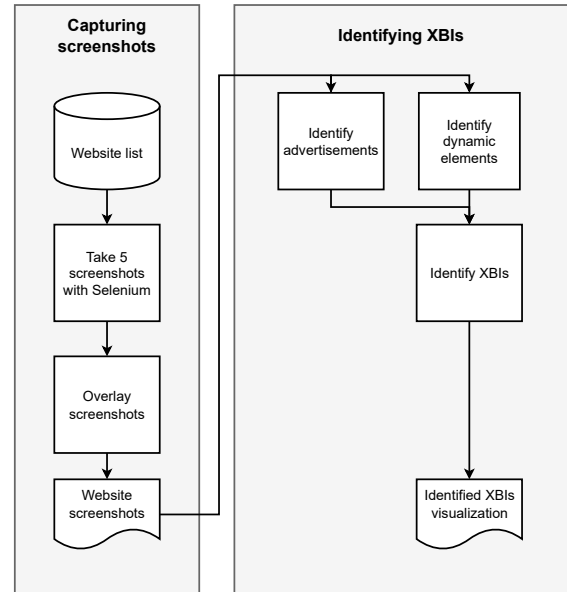 Capturing
screenshots
Website list
Take 5
screenshots
with Selenium
Overlay
screenshots
Website
screenshots
Identifying XBIs
Identify
advertisements
Identify
dynamic
elements
Identify XBIs
Identified XBIs
visualization